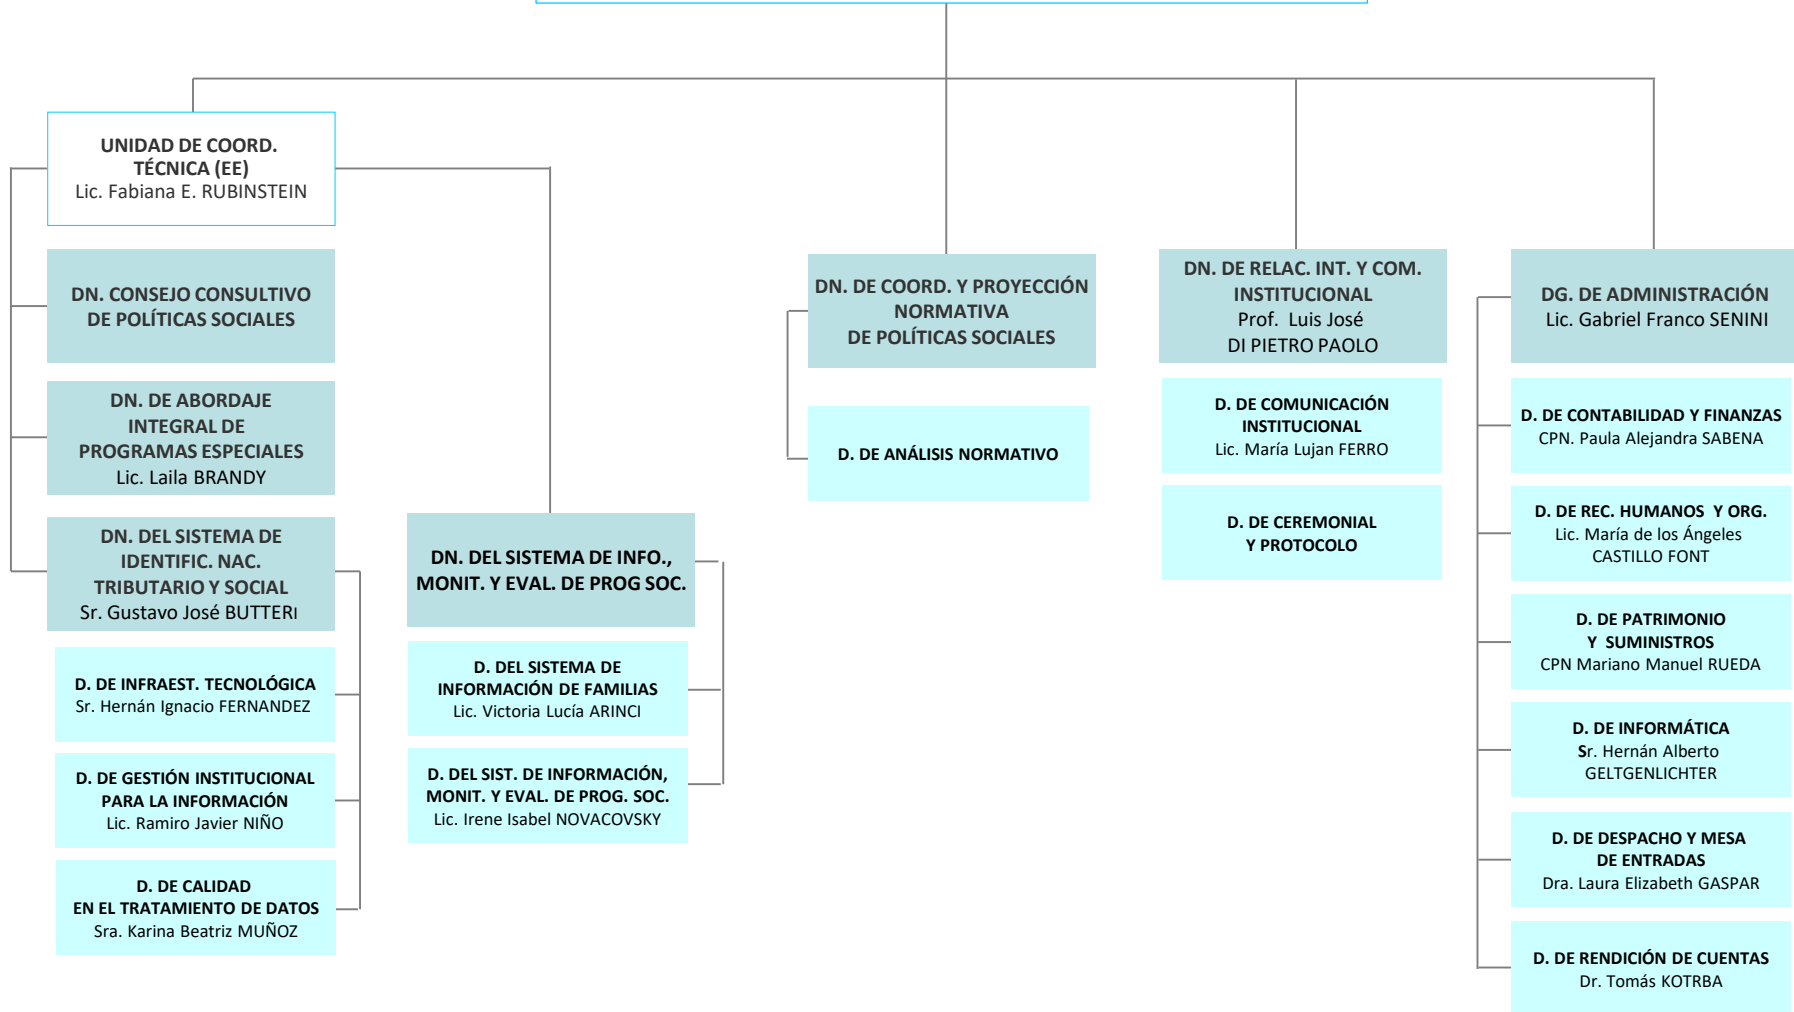 UNIDAD DE COORD.
TÉCNICA (EE)
Lic. Fabiana E. RUBINSTEIN
DN. CONSEJO CONSULTIVO
DE POLÍTICAS SOCIALES
DN. DE ABORDAJE
INTEGRAL DE
PROGRAMAS ESPECIALES
Lic. Laila BRANDY
DN. DEL SISTEMA DE
IDENTIFIC. NAC.
TRIBUTARIO Y SOCIAL
Sr. Gustavo José BUTTERI
D. DE INFRAEST. TECNOLÓGICA
Sr. Hernán Ignacio FERNANDEZ
D. DE GESTIÓN INSTITUCIONAL
PARA LA INFORMACIÓN
Lic. Ramiro Javier NIÑO
D. DE CALIDAD
EN EL TRATAMIENTO DE DATOS
Sra. Karina Beatriz MUÑOZ
DN. DEL SISTEMA DE INFO.,
MONIT. Y EVAL. DE PROG SOC.
D. DEL SISTEMA DE
INFORMACIÓN DE FAMILIAS
Lic. Victoria Lucía ARINCI
D. DEL SIST. DE INFORMACIÓN,
MONIT. Y EVAL. DE PROG. SOC.
Lic. Irene Isabel NOVACOVSKY
DN. DE COORD. Y PROYECCIÓN
NORMATIVA
DE POLÍTICAS SOCIALES
D. DE ANÁLISIS NORMATIVO
DN. DE RELAC. INT. Y COM.
INSTITUCIONAL
Prof. Luis José
DI PIETRO PAOLO
D. DE COMUNICACIÓN
INSTITUCIONAL
Lic. María Lujan FERRO
D. DE CEREMONIAL
Y PROTOCOLO
DG. DE ADMINISTRACIÓN
Lic. Gabriel Franco SENINI
D. DE CONTABILIDAD Y FINANZAS
CPN. Paula Alejandra SABENA
D. DE REC. HUMANOS Y ORG.
Lic. María de los Ángeles
CASTILLO FONT
D. DE PATRIMONIO
Y SUMINISTROS
CPN Mariano Manuel RUEDA
D. DE INFORMÁTICA
Sr. Hernán Alberto
GELTGENLICHTER
D. DE DESPACHO Y MESA
DE ENTRADAS
Dra. Laura Elizabeth GASPAR
D. DE RENDICIÓN DE CUENTAS
Dr. Tomás KOTRBA